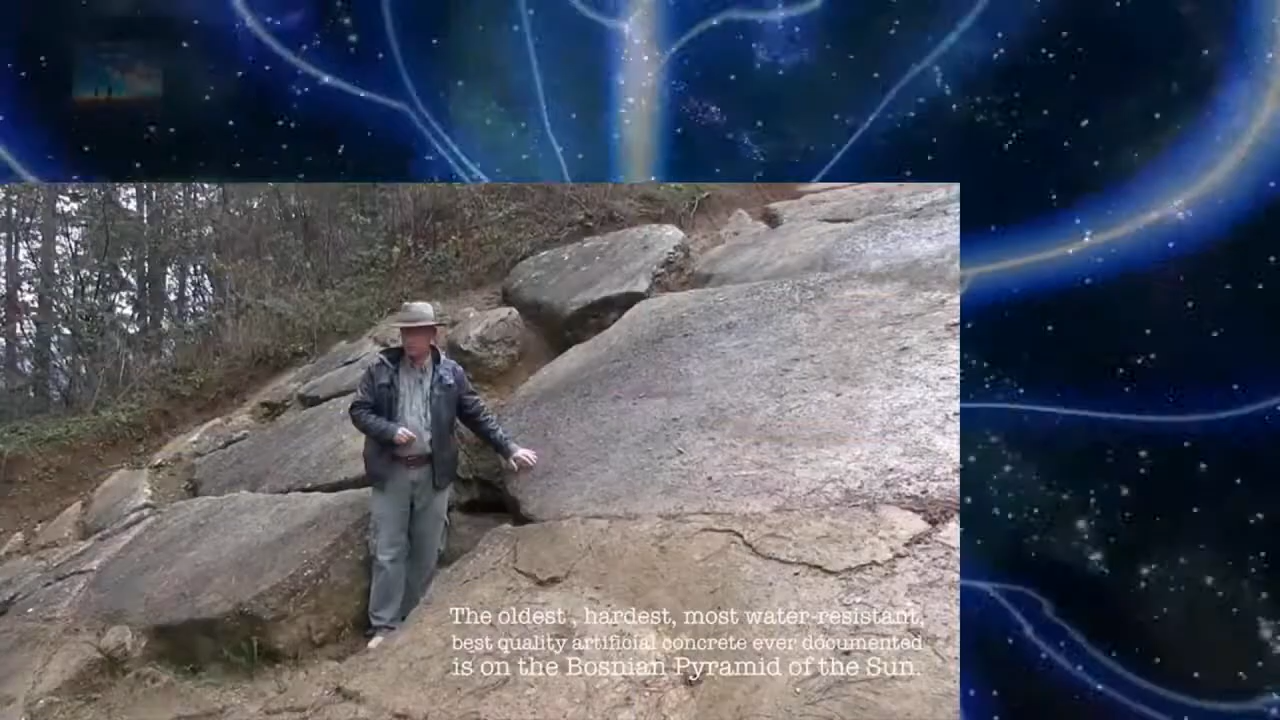 The oldest , hardest, most water-resistant,
best quality artificial concrete ever documented
is on the Bosnian Pyramid of the Sun.